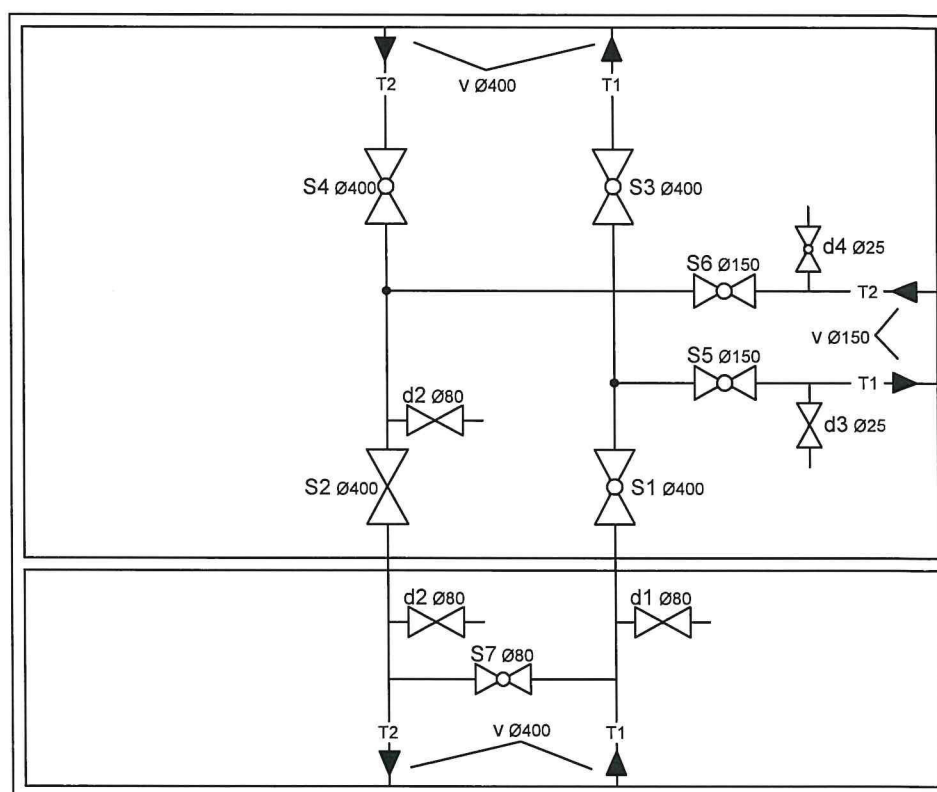 T2
T1
v Ø400
S4 Ø400
S3 Ø400
d4 Ø25
S6 Ø150
T2
v Ø150
S5 Ø150
T1
d2 Ø80
d3 Ø25
S2 Ø400
S1 Ø400
d2 Ø80
d1 Ø80
S7 Ø80
T2
v Ø400
T1